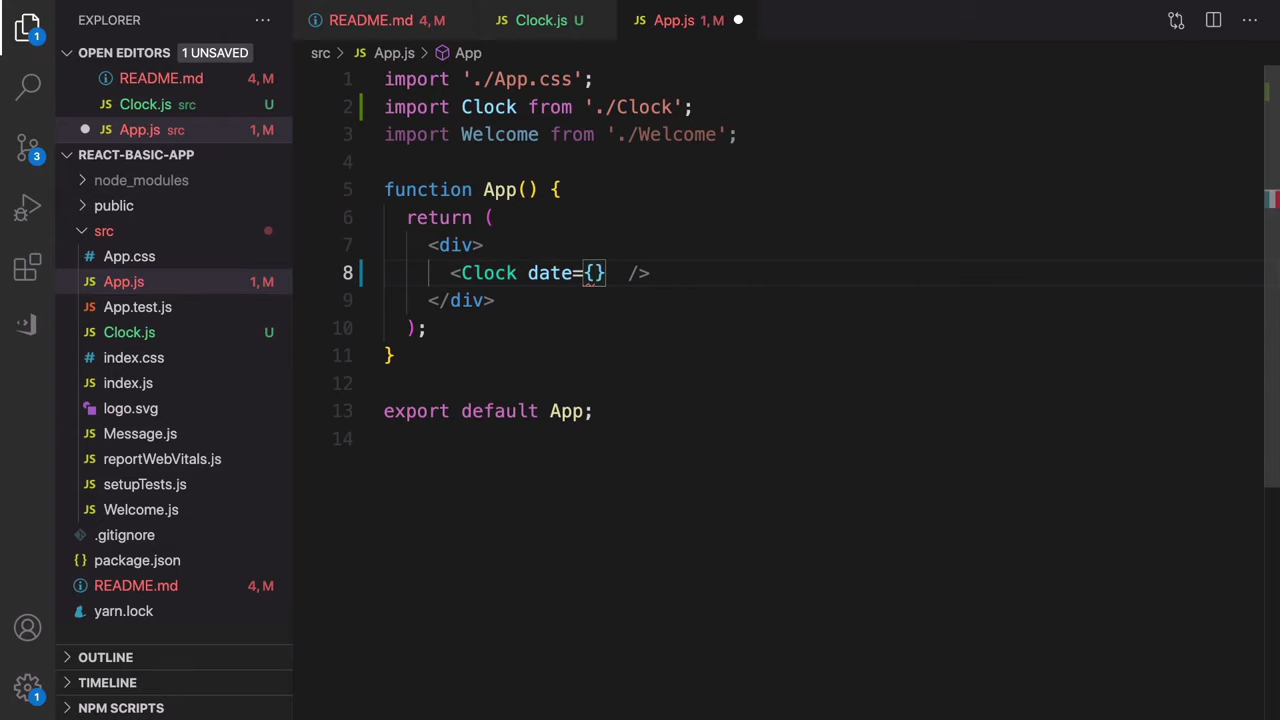 EXPLORER
OPEN EDITORS 1 UNSAVED
README.md 4, M
Clock.js src U
App.js src 1, M
REACT-BASIC-APP
node_modules
public
src
App.css
App.js 1, M
App.test.js
Clock.js U
index.css
index.js
logo.svg
Message.js
reportWebVitals.js
setupTests.js
Welcome.js
.gitignore
package.json
README.md 4, M
yarn.lock
OUTLINE
TIMELINE
NPM SCRIPTS
1
3
1
README.md 4, M
Clock.js U
App.js 1, M
src > JS App.js > App
1 import './App.css';
2 import Clock from './Clock';
3 import Welcome from './Welcome';
4
5 function App() {
6 return (
7 <div>
8 <Clock date={}  />
9 </div>
10 );
11 }
12
13 export default App;
14